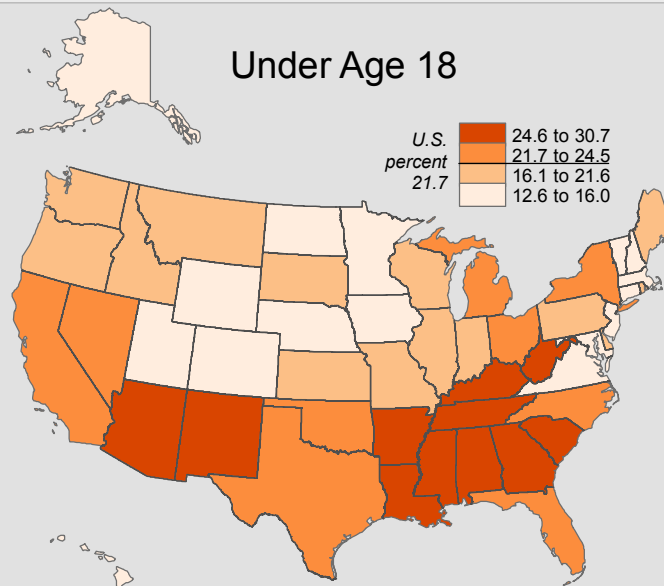 Under Age 18
U.S.
percent
21.7
24.6 to 30.7
21.7 to 24.5
16.1 to 21.6
12.6 to 16.0